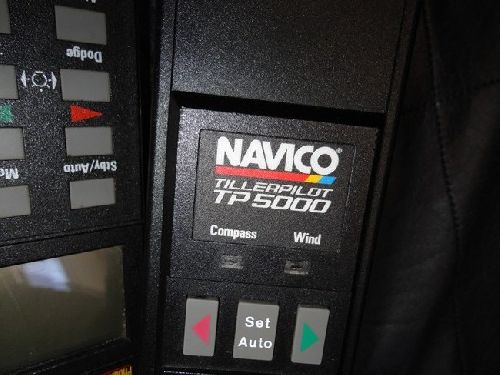 NAVICO
TILLERPILOT
TP5000
Compass Wind
Set
Auto
Dodge
Stby/Auto